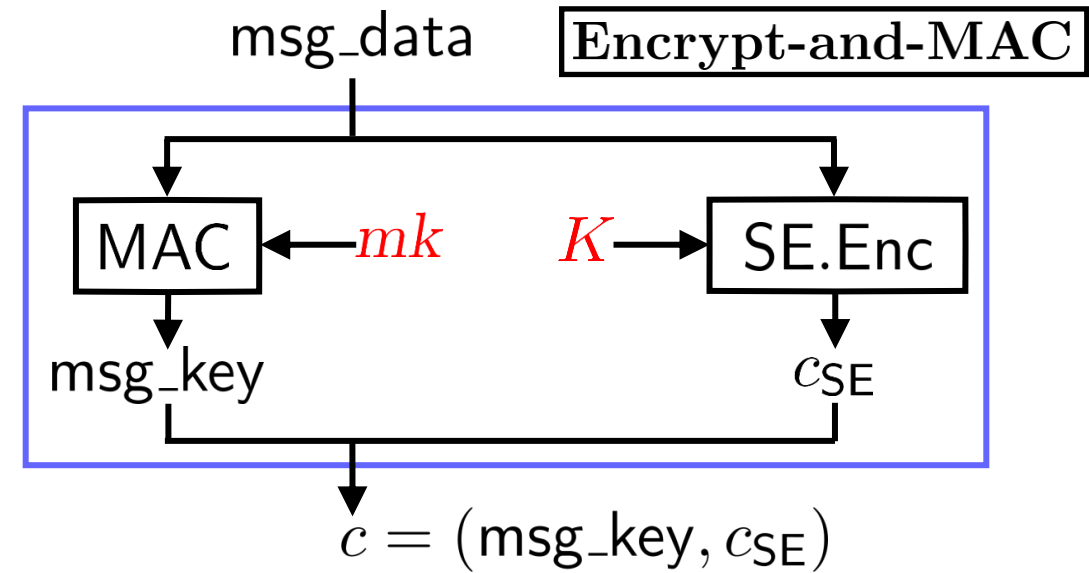 msg_data
Encrypt-and-MAC
MAC
mk
K
SE.Enc
msg_key
c_SE
c = (msg_key, c_SE)